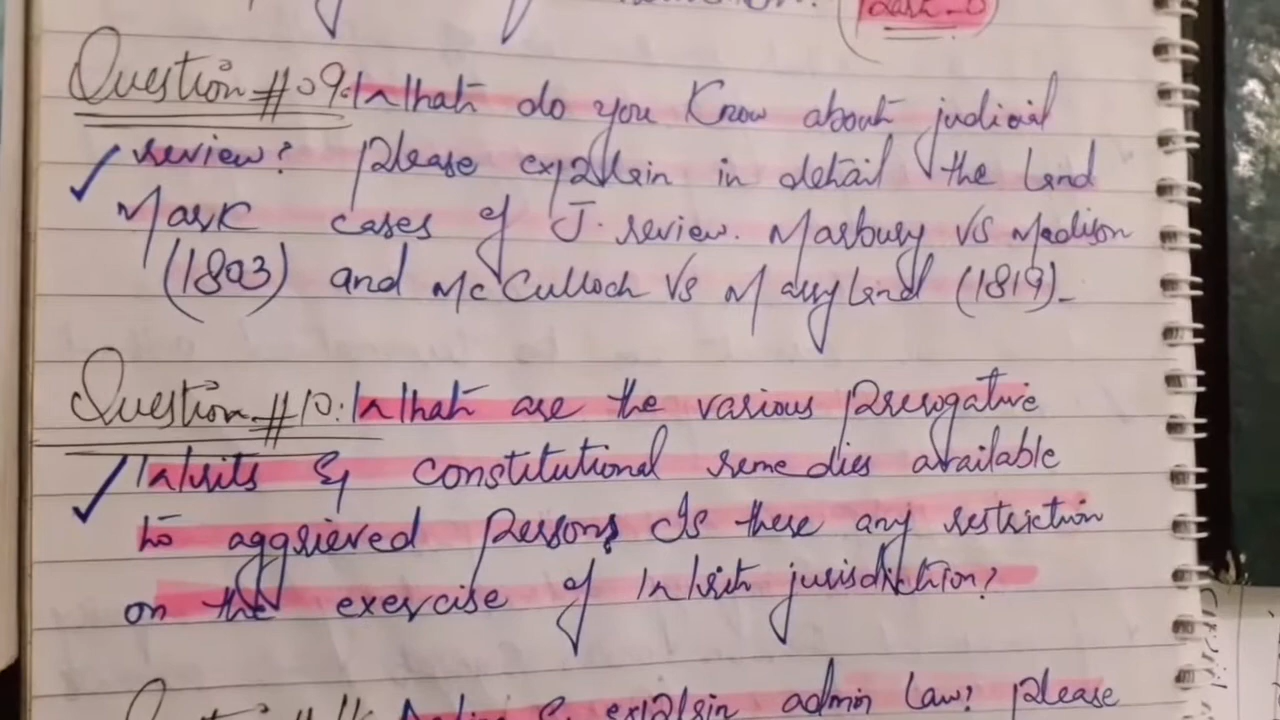 Question # 09: What do you know about judicial
review? please explain in detail the land
Mark cases of J. review. Marbury VS Madison
(1803) and McCulloch Vs Maryland (1819)-
Question # 10: What are the various prerogative
Writs & constitutional remedies available
to aggrieved persons Is there any restriction
on the exercise of Writ jurisdiction?
& explain admin law? please